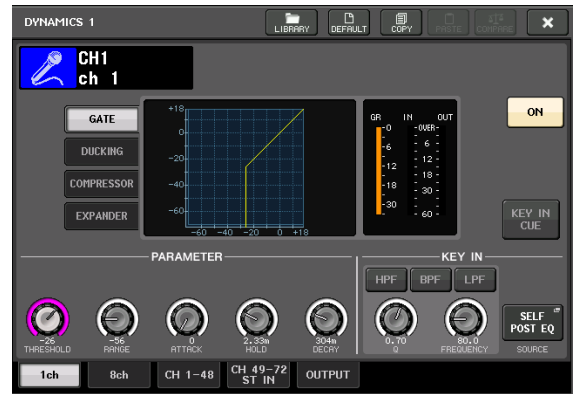 DYNAMICS 1
LIBRARY DEFAULT COPY PASTE COMPARE
CH1
ch 1
GATE
DUCKING
COMPRESSOR
EXPANDER
+18
0
-20
-40
-60
-60 -40 -20 0 +18
GR IN OUT
0 -OVER-
-6 6
-12 12
18
-18 30
-30 60
ON
KEY IN
CUE
PARAMETER
KEY IN
HPF BPF LPF
-26 -56 0 2.33m 304m 0.70 80.0
THRESHOLD RANGE ATTACK HOLD DECAY Q FREQUENCY
SELF
POST EQ
SOURCE
1ch 8ch CH 1-48 CH 49-72
ST IN OUTPUT